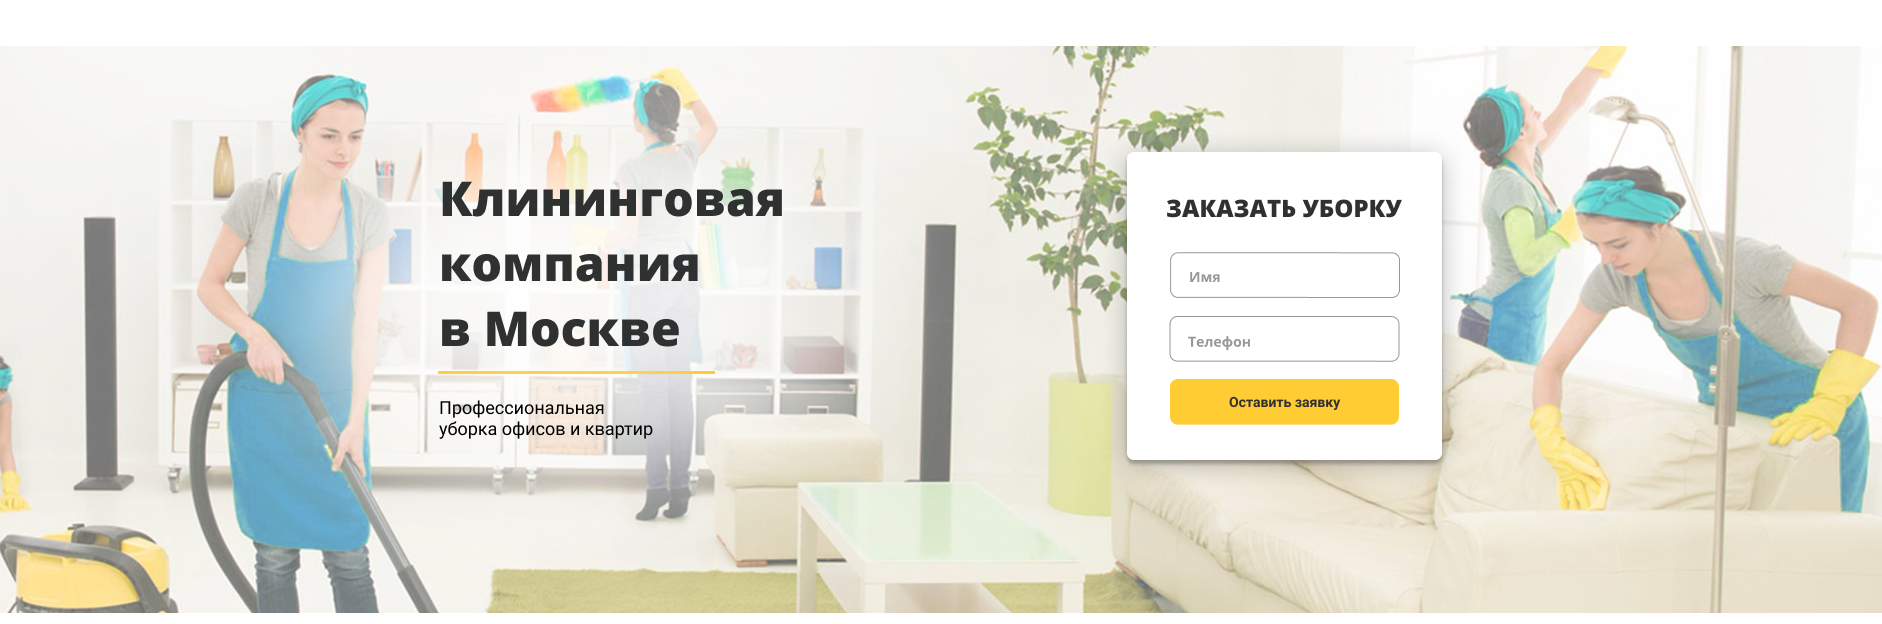 Клининговая
компания
в Москве
Профессиональная
уборка офисов и квартир
ЗАКАЗАТЬ УБОРКУ
Имя
Телефон
Оставить заявку